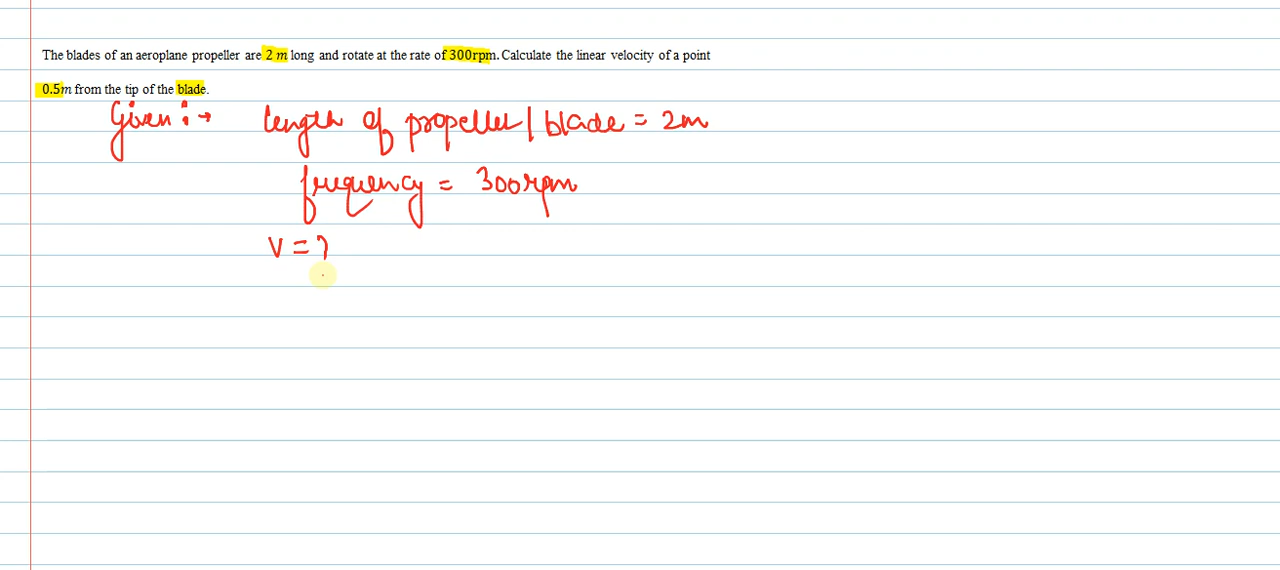 The blades of an aeroplane propeller are 2 m long and rotate at the rate of 300rpm. Calculate the linear velocity of a point
0.5m from the tip of the blade.
Given :→ length of propeller | blade = 2m
frequency = 300rpm
v = ?